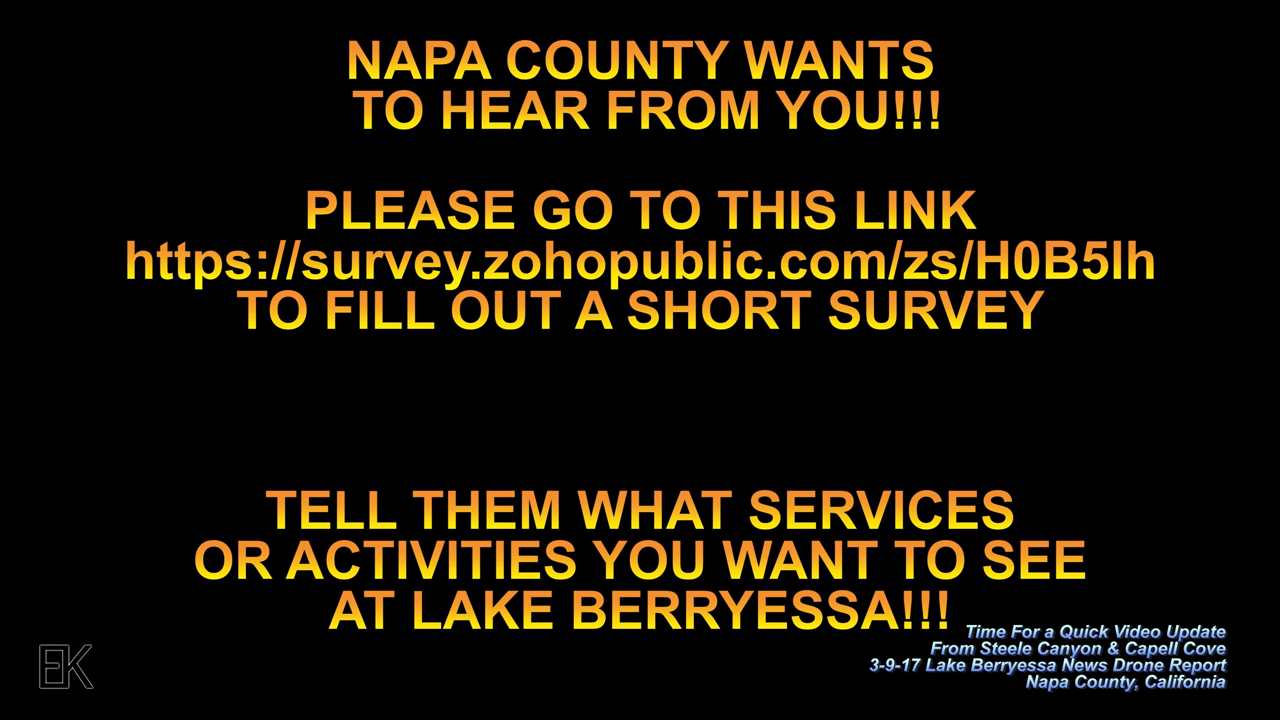 NAPA COUNTY WANTS
TO HEAR FROM YOU!!!
PLEASE GO TO THIS LINK
https://survey.zohopublic.com/zs/H0B5Ih
TO FILL OUT A SHORT SURVEY
TELL THEM WHAT SERVICES
OR ACTIVITIES YOU WANT TO SEE
AT LAKE BERRYESSA!!!
Time For a Quick Video Update
From Steele Canyon & Capell Cove
3-9-17 Lake Berryessa News Drone Report
Napa County, California
EK